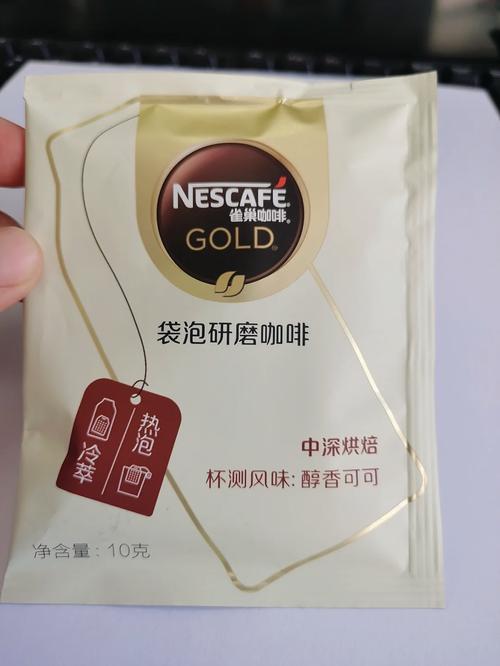 NESCAFÉ®
雀巢咖啡®
GOLD®
袋泡研磨咖啡
热泡
冷萃
中深烘焙
杯测风味: 醇香可可
净含量: 10克